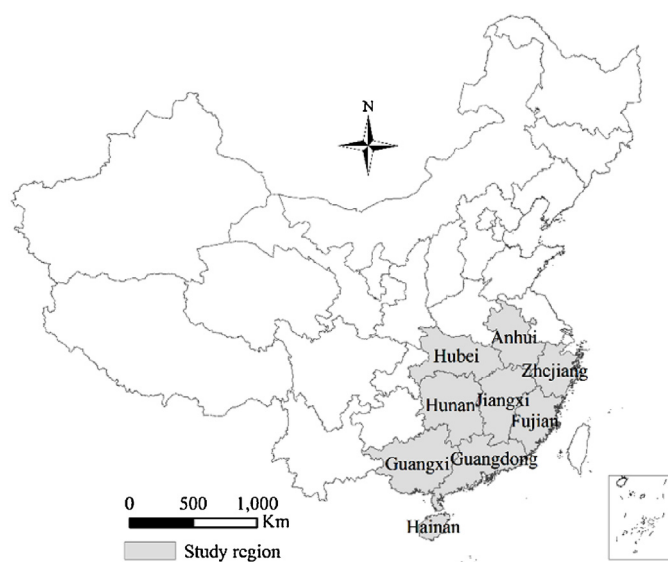 N
Anhui
Hubei
Zhcjiang
Hunan
Jiangxi
Fujian
Guangxi
Guangdong
0 500 1,000
Km
Hainan
Study rcgion